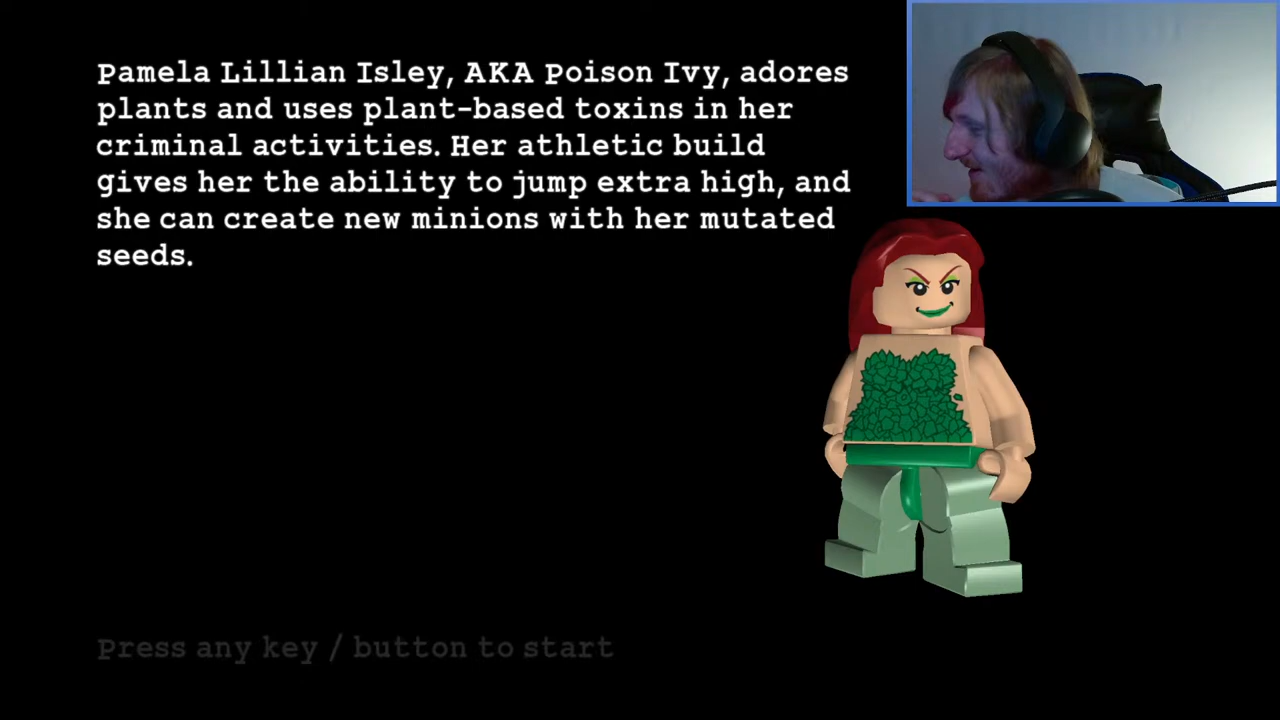 Pamela Lillian Isley, AKA Poison Ivy, adores
plants and uses plant-based toxins in her
criminal activities. Her athletic build
gives her the ability to jump extra high, and
she can create new minions with her mutated
seeds.
Press any key / button to start